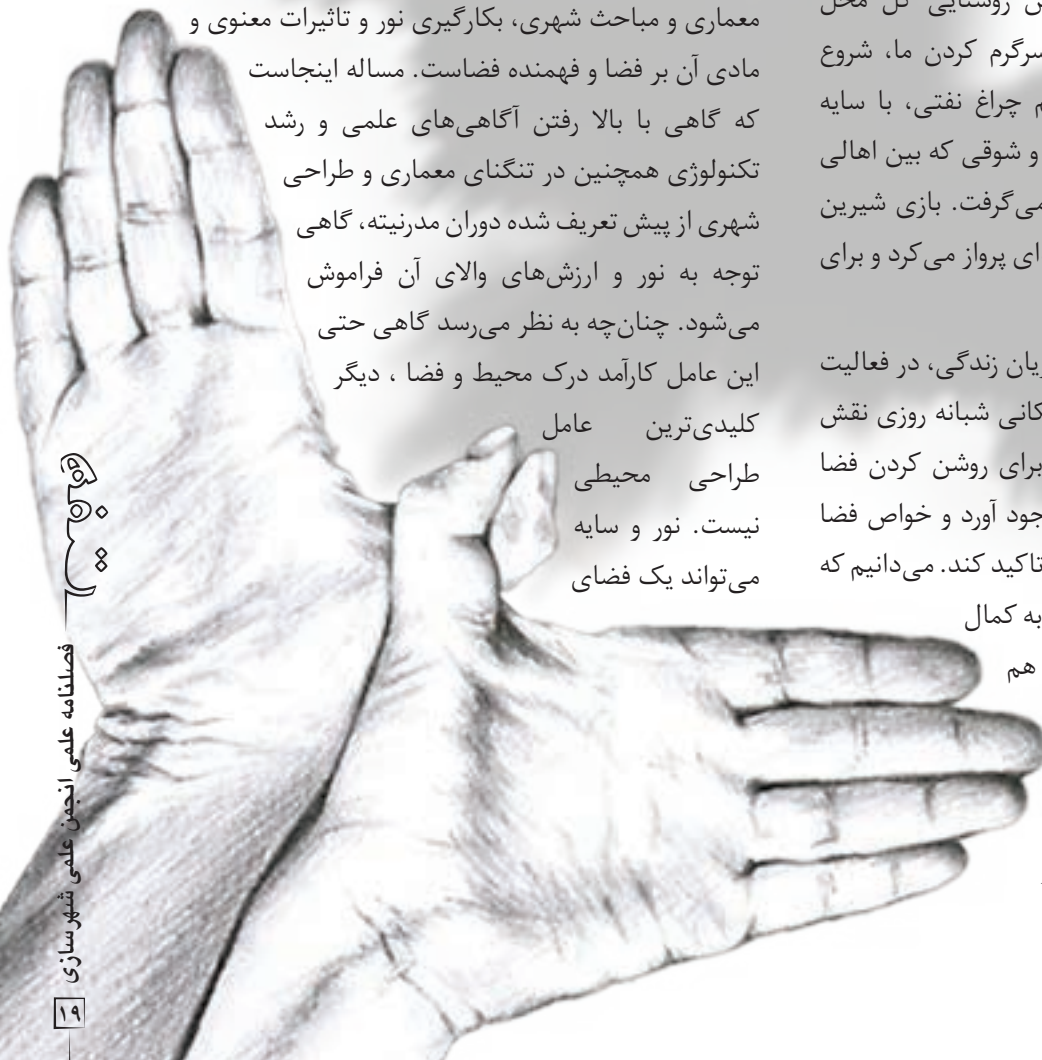 س روشنایی کل محل
سرگرم کردن ما، شروع
م چراغ نفتی، با سایه
و شوقی که بین اهالی
می‌گرفت. بازی شیرین
ای پرواز می‌کرد و برای
ریان زندگی، در فعالیت
کانی شبانه روزی نقش
برای روشن کردن فضا
جود آورد و خواص فضا
تاکید کند. می‌دانیم که
به کمال
هم
معماری و مباحث شهری، بکارگیری نور و تاثیرات معنوی و
مادی آن بر فضا و فهمنده فضاست. مساله اینجاست
که گاهی با بالا رفتن آگاهی‌های علمی و رشد
تکنولوژی همچنین در تنگنای معماری و طراحی
شهری از پیش تعریف شده دوران مدرنیته، گاهی
توجه به نور و ارزش‌های والای آن فراموش
می‌شود. چنان‌چه به نظر می‌رسد گاهی حتی
این عامل کارآمد درک محیط و فضا ، دیگر
کلیدی‌ترین عامل
طراحی محیطی
نیست. نور و سایه
می‌تواند یک فضای
فصلنامه علمی انجمن علمی شهرسازی
۱۹